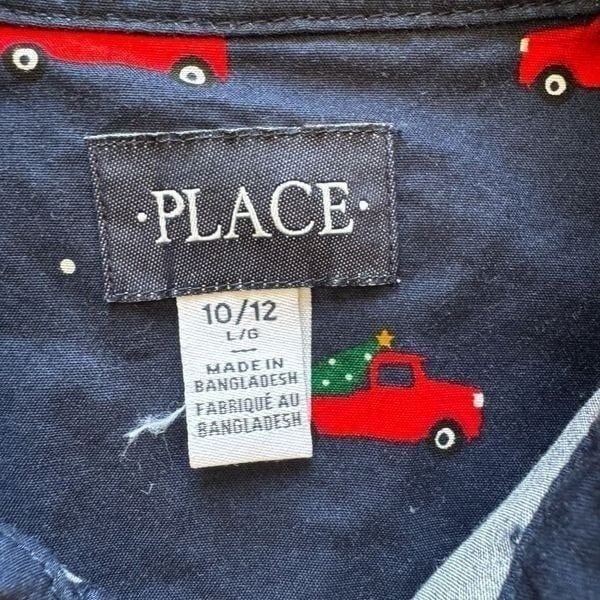 ·PLACE·
10/12
L/G
MADE IN
BANGLADESH
FABRIQUÉ AU
BANGLADESH